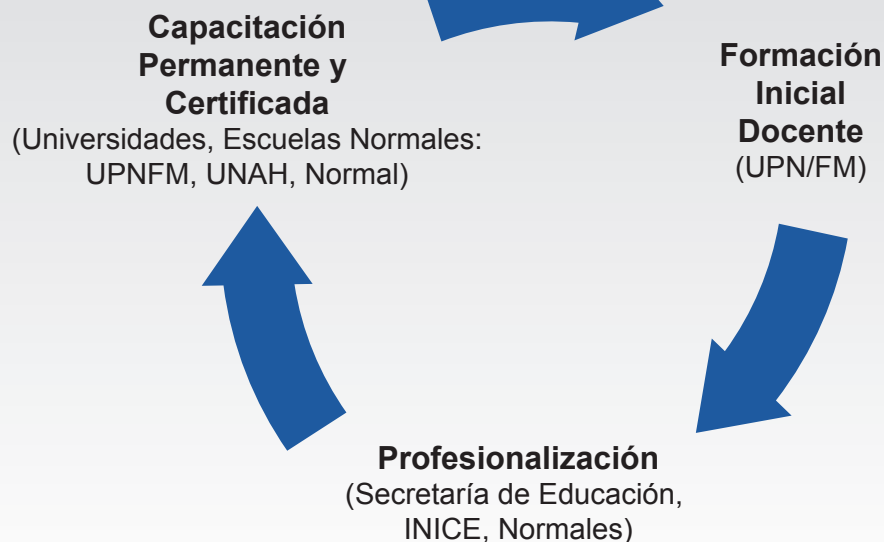 Capacitación
Permanente y
Certificada
(Universidades, Escuelas Normales:
UPNFM, UNAH, Normal)
Formación
Inicial
Docente
(UPN/FM)
Profesionalización
(Secretaría de Educación,
INICE, Normales)